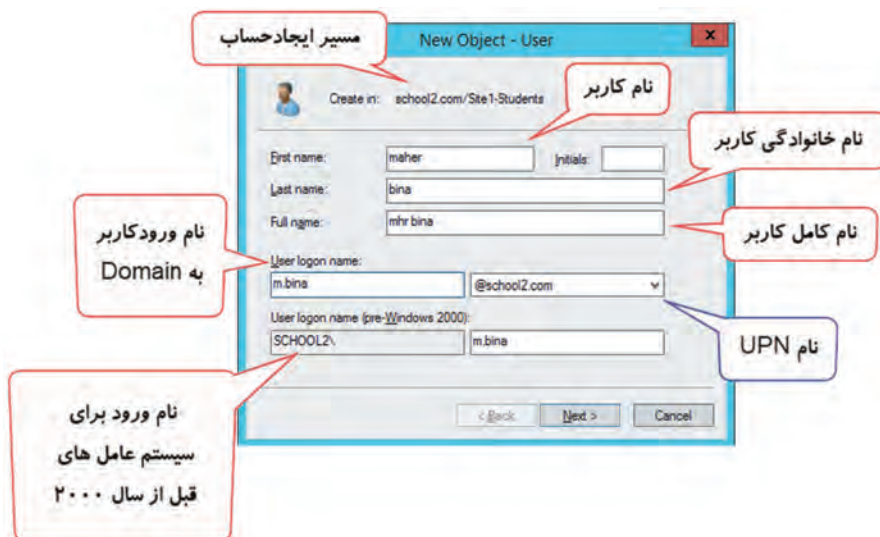 مسیر ایجادحساب
New Object - User
x
Create in: school2.com/Site1-Students
نام کاربر
First name: maher Initials:
نام خانوادگی کاربر
Last name: bina
Full name: mhr bina
نام کامل کاربر
نام ورودکاربر
به Domain
User logon name:
m.bina @school2.com
User logon name (pre-Windows 2000):
SCHOOL2\ m.bina
نام UPN
نام ورود برای
سیستم عامل های
قبل از سال ۲۰۰۰
< Back Next > Cancel